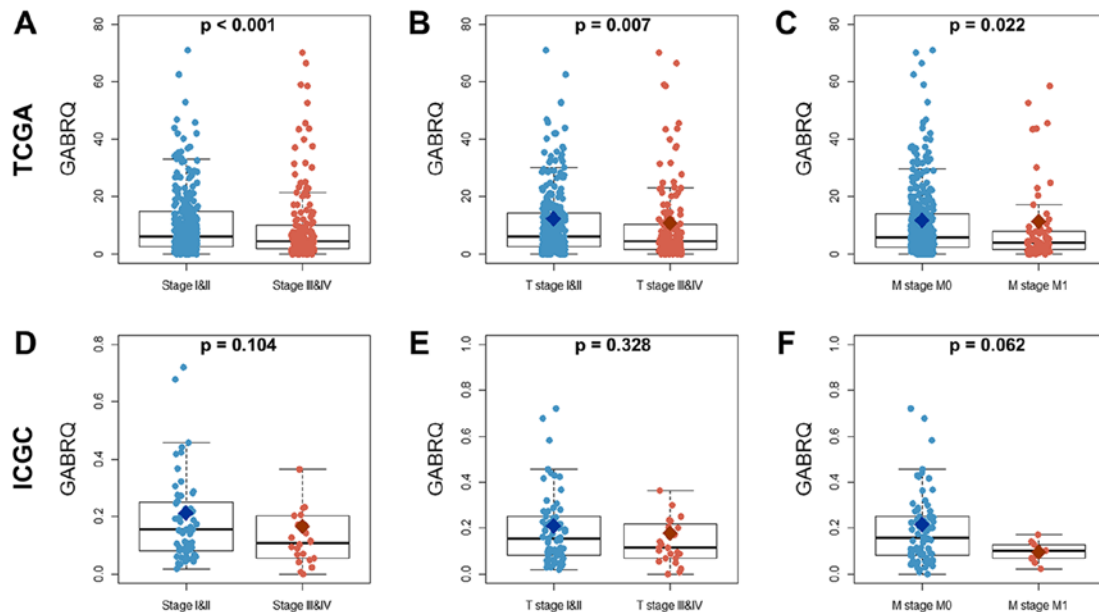 A
p < 0.001
80
60
40
20
0
GABRQ
TCGA
Stage I&II
Stage III&IV
B
p = 0.007
80
60
40
20
0
GABRQ
T stage I&II
T stage III&IV
C
p = 0.022
80
60
40
20
0
GABRQ
M stage M0
M stage M1
D
p = 0.104
0.8
0.6
0.4
0.2
0.0
GABRQ
ICGC
Stage I&II
Stage III&IV
E
p = 0.328
1.0
0.8
0.6
0.4
0.2
0.0
GABRQ
T stage I&II
T stage III&IV
F
p = 0.062
1.0
0.8
0.6
0.4
0.2
0.0
GABRQ
M stage M0
M stage M1